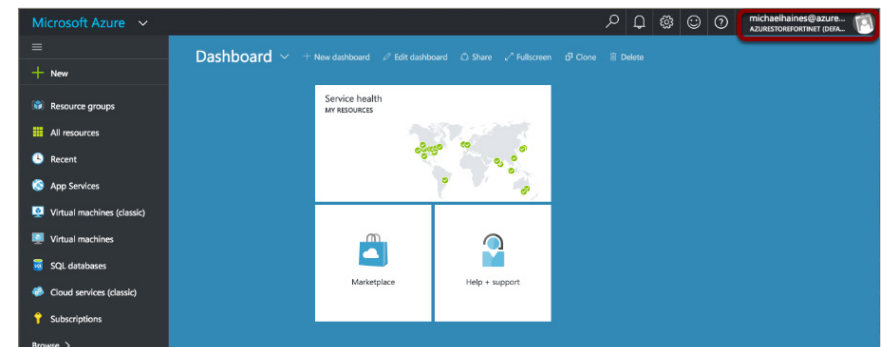 Microsoft Azure
michaelhaines@azure...
AZURESTOREFORTINET (DEFA...
Dashboard
New dashboard
Edit dashboard
Share
Fullscreen
Clone
Delete
New
Resource groups
All resources
Recent
App Services
Virtual machines (classic)
Virtual machines
SQL databases
Cloud services (classic)
Subscriptions
Browse >
Service health
MY RESOURCES
Marketplace
Help + support